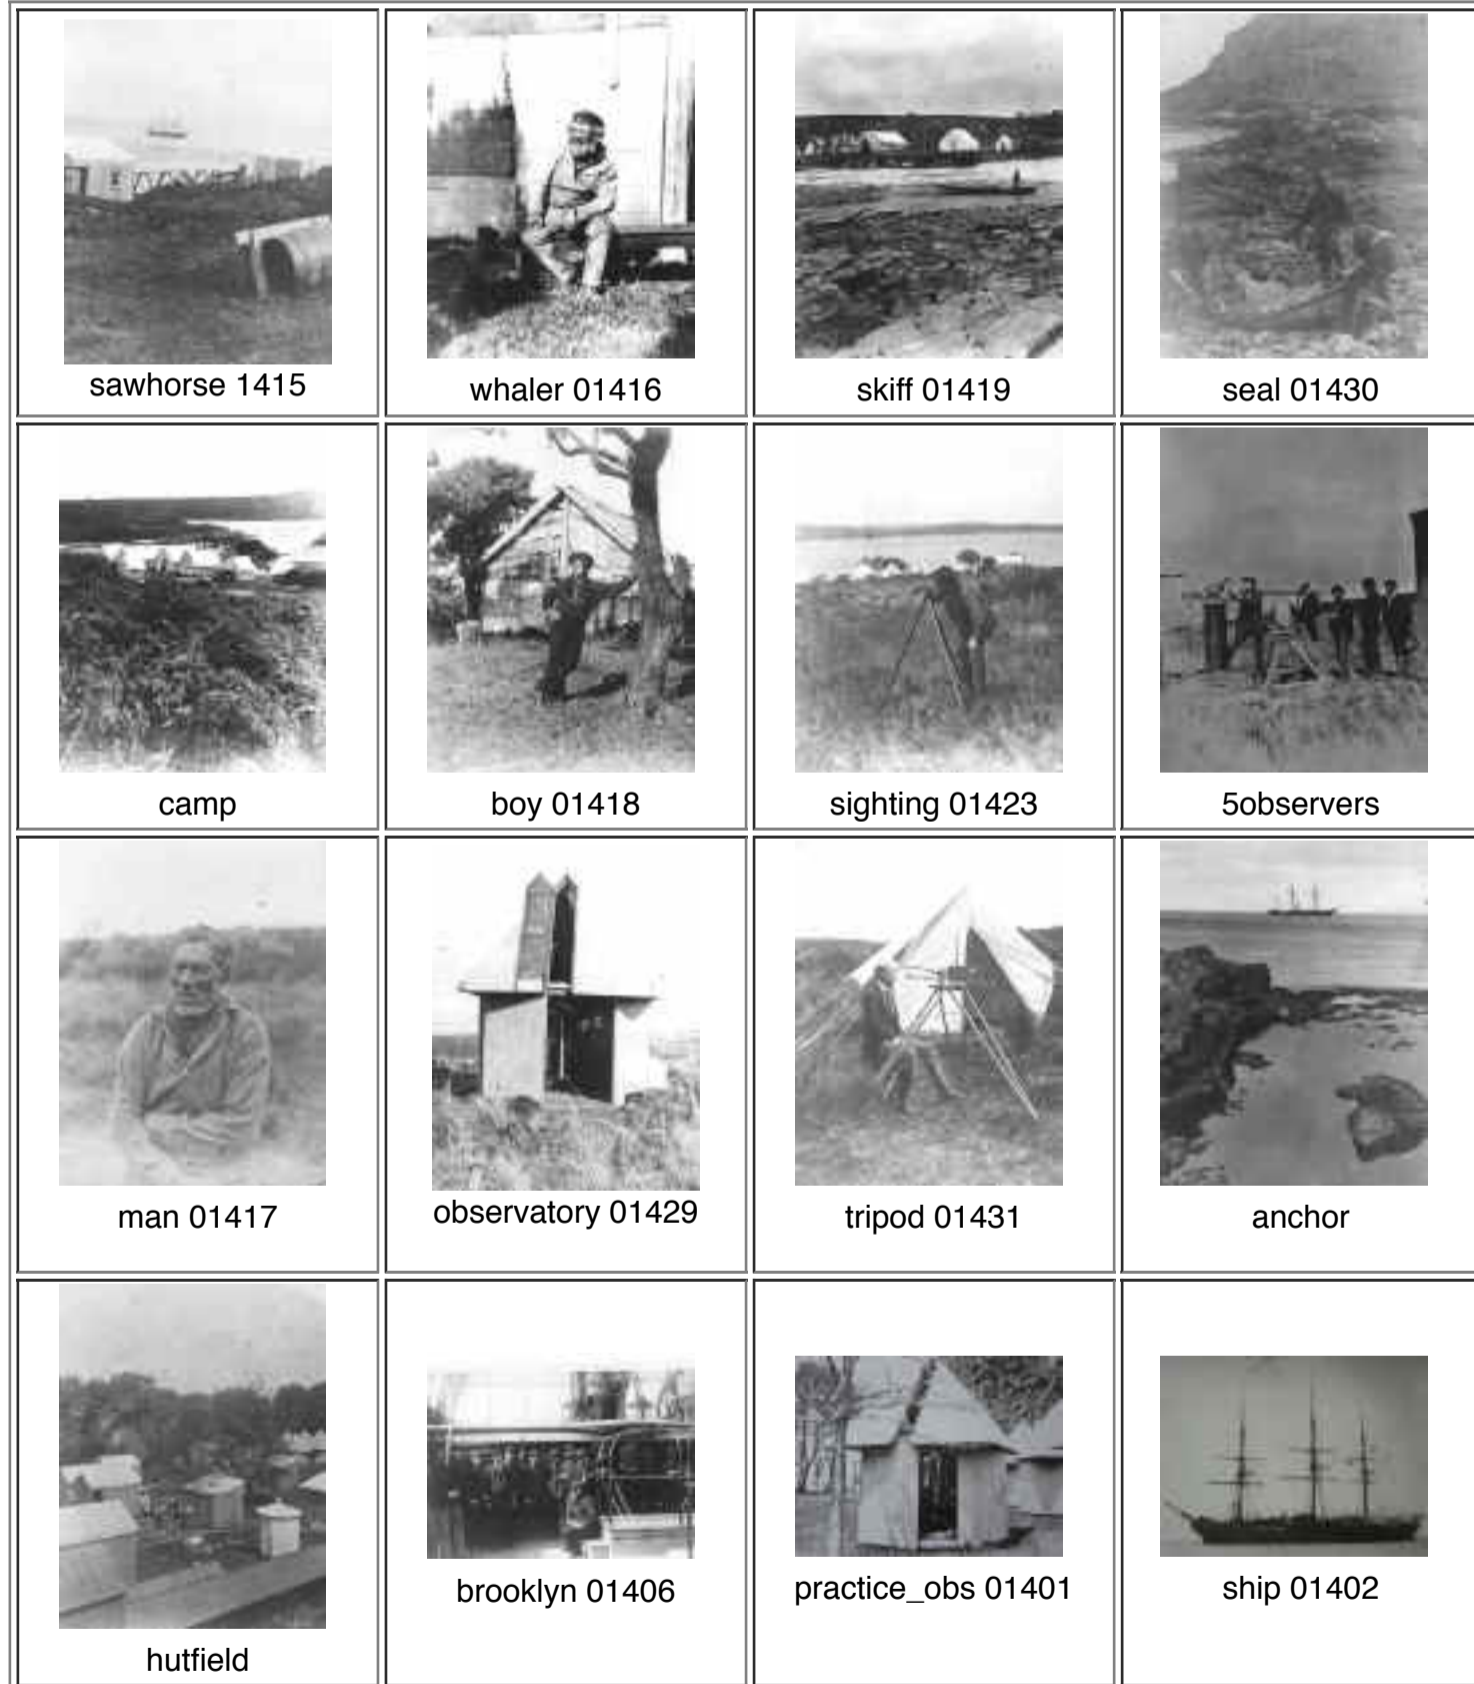 sawhorse 1415
whaler 01416
skiff 01419
seal 01430
camp
boy 01418
sighting 01423
5observers
man 01417
observatory 01429
tripod 01431
anchor
hutfield
brooklyn 01406
practice_obs 01401
ship 01402